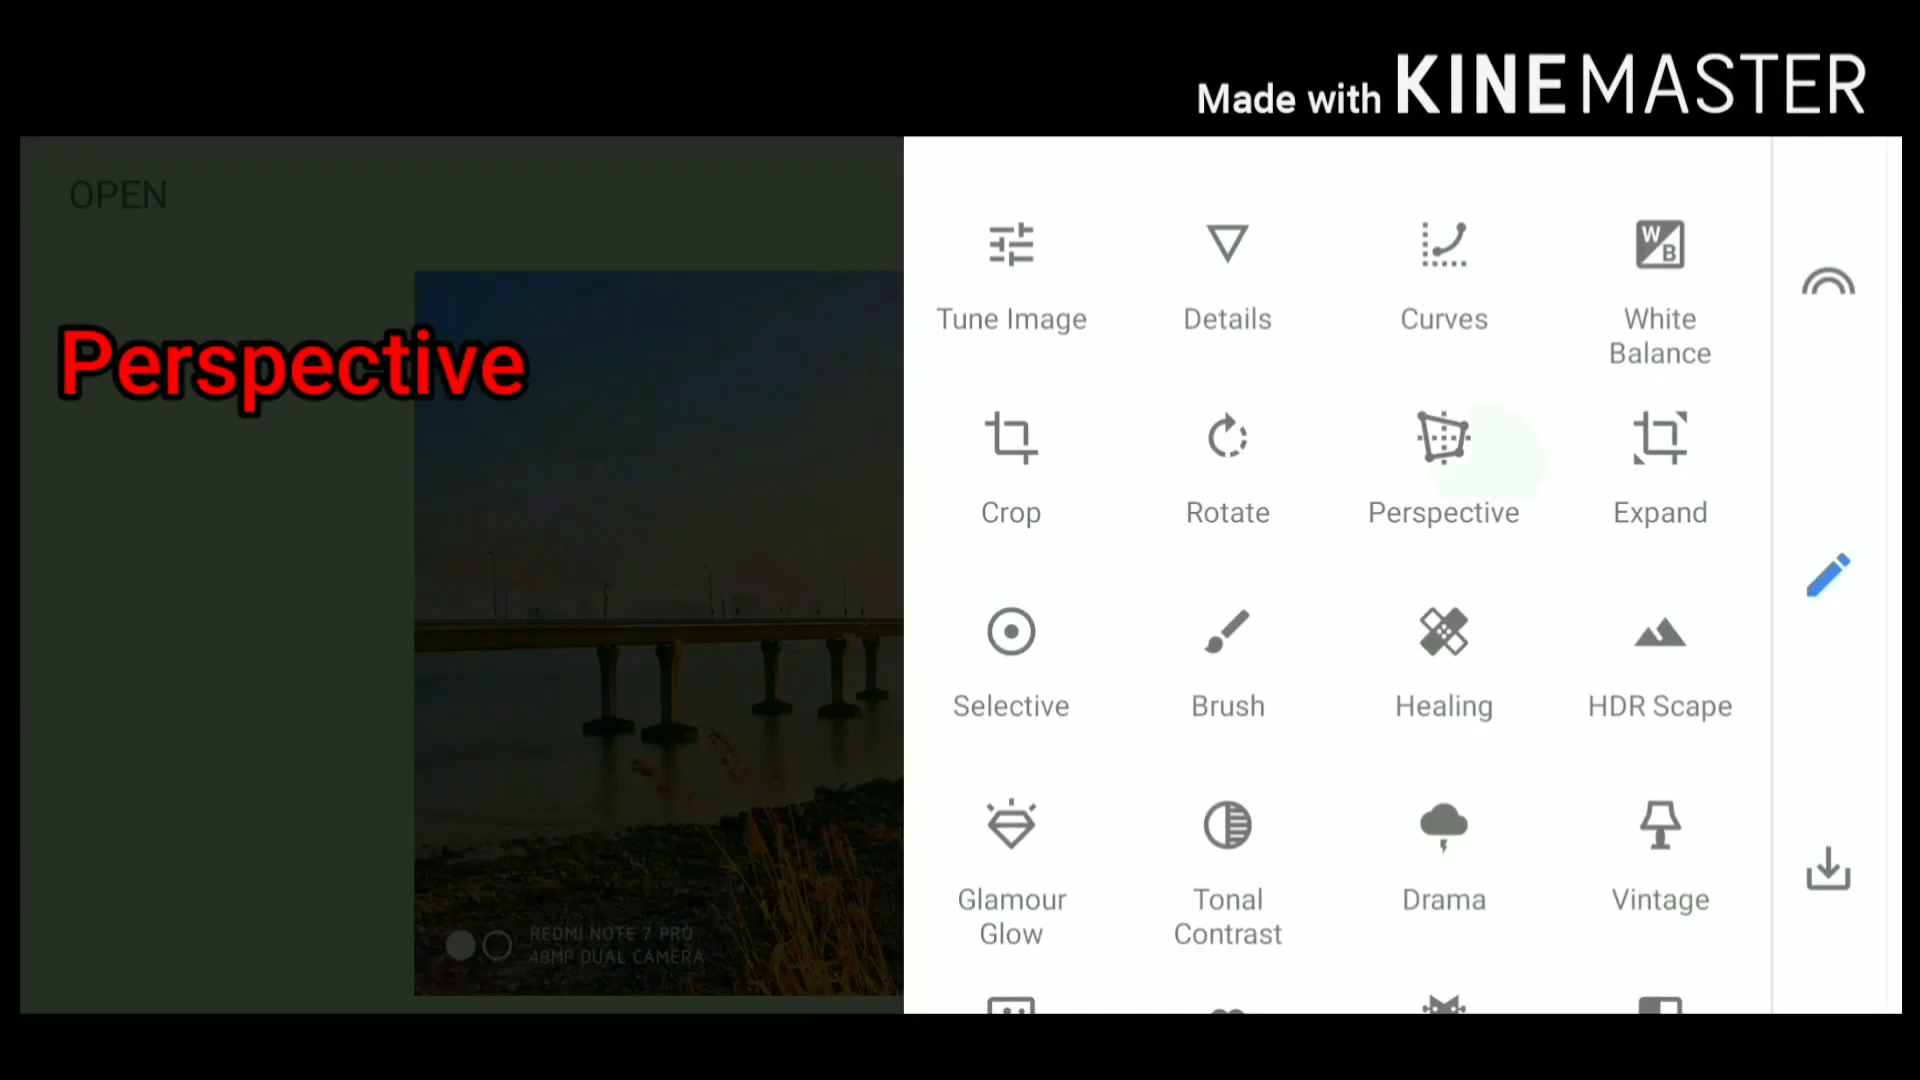 Made with KINEMASTER
OPEN
Perspective
Tune Image
Details
Curves
White
Balance
W
B
Crop
Rotate
Perspective
Expand
Selective
Brush
Healing
HDR Scape
Glamour
Glow
Tonal
Contrast
Drama
Vintage
REDMI NOTE 7 PRO
48MP DUAL CAMERA